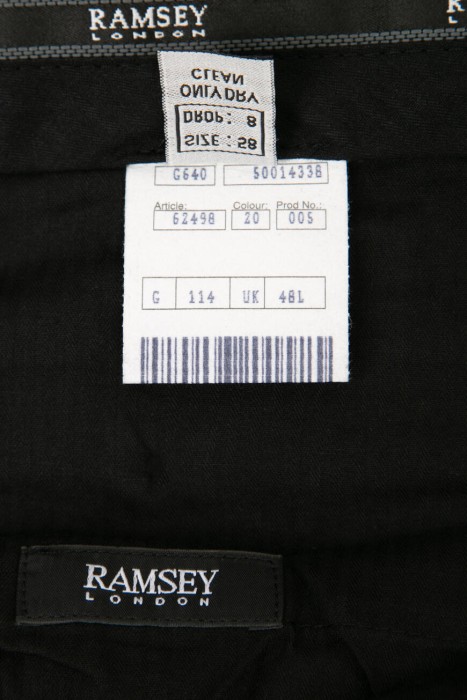 RAMSEY
LONDON
SIZE: 58
DROP: 8
ONLY DRY
CLEAN
G640 50014338
Article: Colour: Prod No.:
62498 20 005
G 114 UK 48L
RAMSEY
LONDON